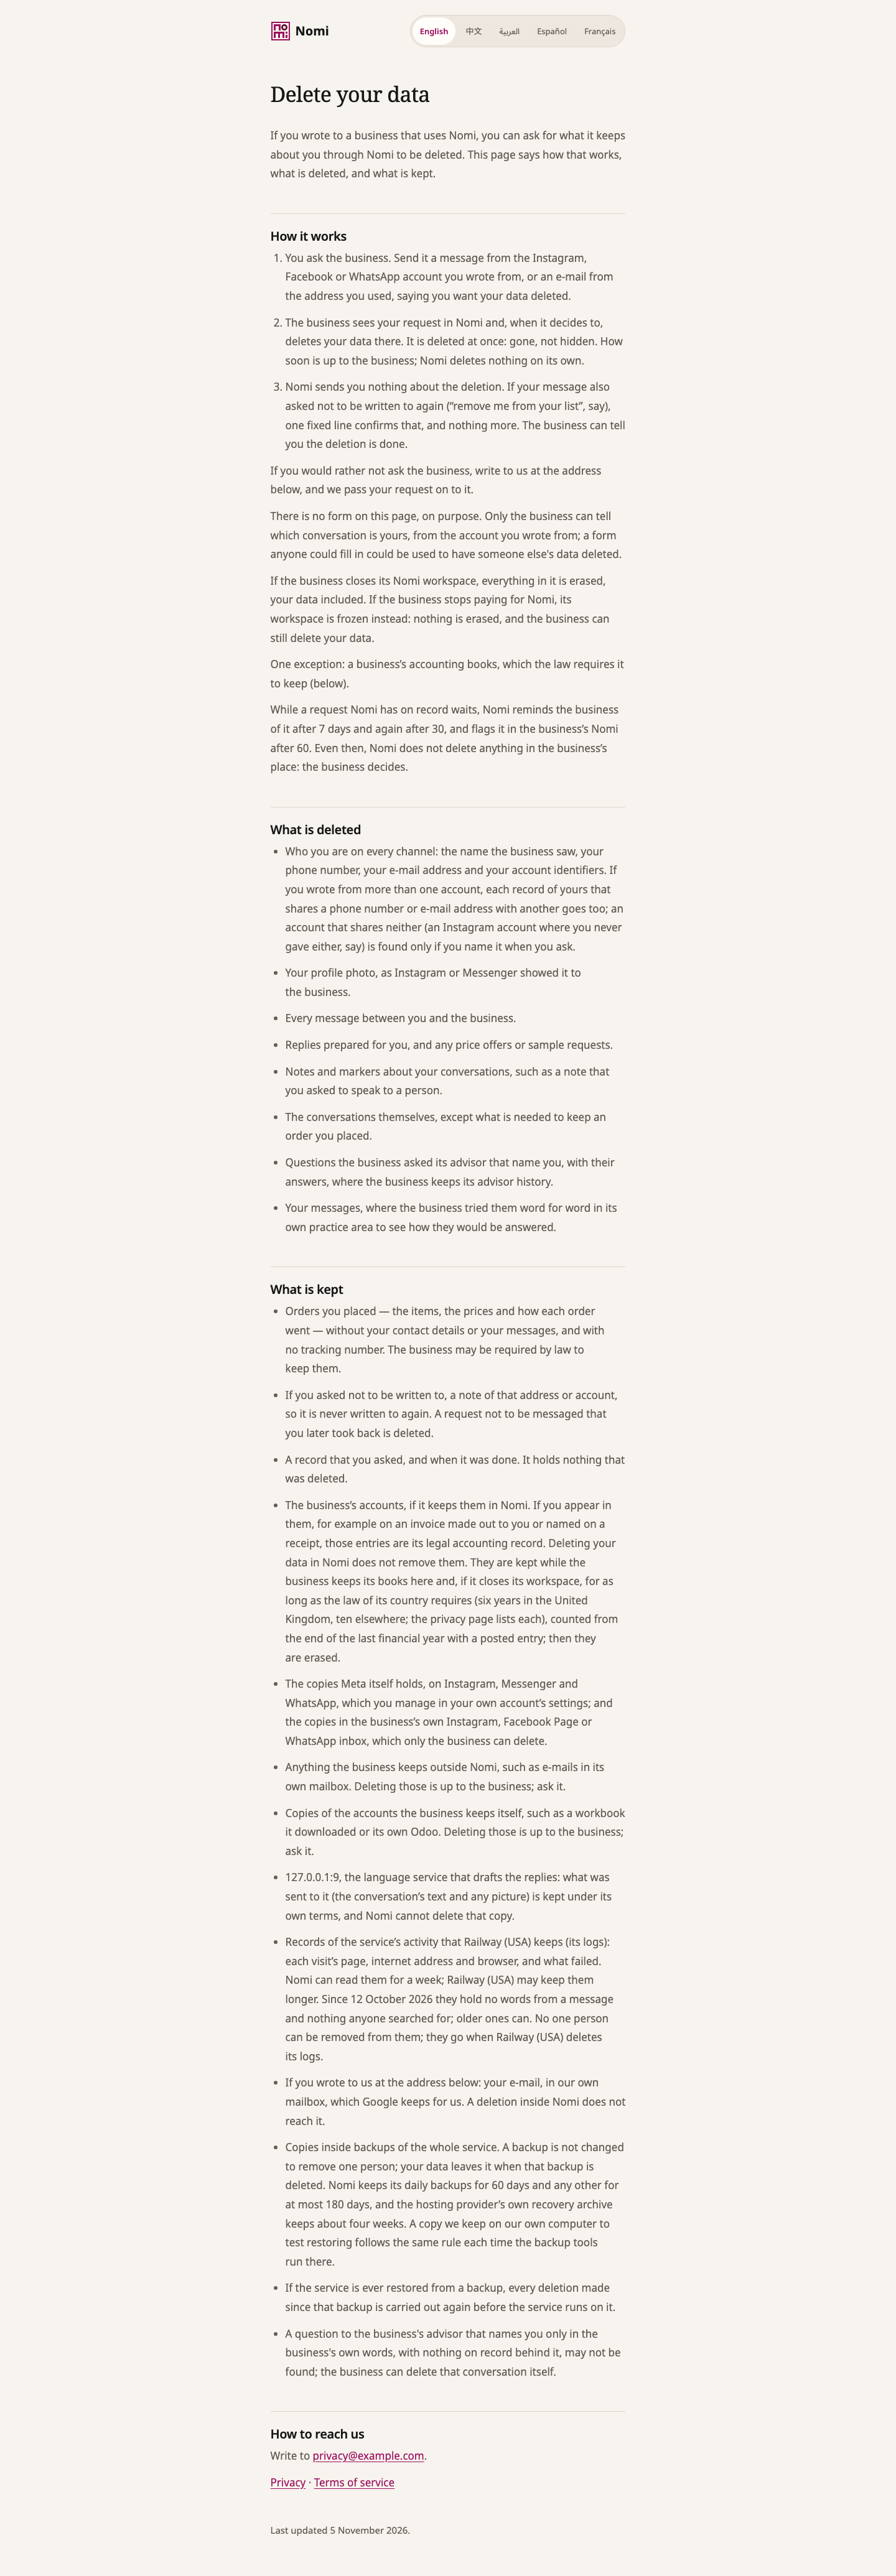 nomi Nomi
English 中文 العربية Español Français
Delete your data
If you wrote to a business that uses Nomi, you can ask for what it keeps
about you through Nomi to be deleted. This page says how that works,
what is deleted, and what is kept.
How it works
1. You ask the business. Send it a message from the Instagram,
Facebook or WhatsApp account you wrote from, or an e-mail from
the address you used, saying you want your data deleted.
2. The business sees your request in Nomi and, when it decides to,
deletes your data there. It is deleted at once: gone, not hidden. How
soon is up to the business; Nomi deletes nothing on its own.
3. Nomi sends you nothing about the deletion. If your message also
asked not to be written to again (“remove me from your list”, say),
one fixed line confirms that, and nothing more. The business can tell
you the deletion is done.
If you would rather not ask the business, write to us at the address
below, and we pass your request on to it.
There is no form on this page, on purpose. Only the business can tell
which conversation is yours, from the account you wrote from; a form
anyone could fill in could be used to have someone else's data deleted.
If the business closes its Nomi workspace, everything in it is erased,
your data included. If the business stops paying for Nomi, its
workspace is frozen instead: nothing is erased, and the business can
still delete your data.
One exception: a business’s accounting books, which the law requires it
to keep (below).
While a request Nomi has on record waits, Nomi reminds the business
of it after 7 days and again after 30, and flags it in the business’s Nomi
after 60. Even then, Nomi does not delete anything in the business’s
place: the business decides.
What is deleted
• Who you are on every channel: the name the business saw, your
phone number, your e-mail address and your account identifiers. If
you wrote from more than one account, each record of yours that
shares a phone number or e-mail address with another goes too; an
account that shares neither (an Instagram account where you never
gave either, say) is found only if you name it when you ask.
• Your profile photo, as Instagram or Messenger showed it to
the business.
• Every message between you and the business.
• Replies prepared for you, and any price offers or sample requests.
• Notes and markers about your conversations, such as a note that
you asked to speak to a person.
• The conversations themselves, except what is needed to keep an
order you placed.
• Questions the business asked its advisor that name you, with their
answers, where the business keeps its advisor history.
• Your messages, where the business tried them word for word in its
own practice area to see how they would be answered.
What is kept
• Orders you placed — the items, the prices and how each order
went — without your contact details or your messages, and with
no tracking number. The business may be required by law to
keep them.
• If you asked not to be written to, a note of that address or account,
so it is never written to again. A request not to be messaged that
you later took back is deleted.
• A record that you asked, and when it was done. It holds nothing that
was deleted.
• The business’s accounts, if it keeps them in Nomi. If you appear in
them, for example on an invoice made out to you or named on a
receipt, those entries are its legal accounting record. Deleting your
data in Nomi does not remove them. They are kept while the
business keeps its books here and, if it closes its workspace, for as
long as the law of its country requires (six years in the United
Kingdom, ten elsewhere; the privacy page lists each), counted from
the end of the last financial year with a posted entry; then they
are erased.
• The copies Meta itself holds, on Instagram, Messenger and
WhatsApp, which you manage in your own account’s settings; and
the copies in the business’s own Instagram, Facebook Page or
WhatsApp inbox, which only the business can delete.
• Anything the business keeps outside Nomi, such as e-mails in its
own mailbox. Deleting those is up to the business; ask it.
• Copies of the accounts the business keeps itself, such as a workbook
it downloaded or its own Odoo. Deleting those is up to the business;
ask it.
• 127.0.0.1:9, the language service that drafts the replies: what was
sent to it (the conversation’s text and any picture) is kept under its
own terms, and Nomi cannot delete that copy.
• Records of the service’s activity that Railway (USA) keeps (its logs):
each visit’s page, internet address and browser, and what failed.
Nomi can read them for a week; Railway (USA) may keep them
longer. Since 12 October 2026 they hold no words from a message
and nothing anyone searched for; older ones can. No one person
can be removed from them; they go when Railway (USA) deletes
its logs.
• If you wrote to us at the address below: your e-mail, in our own
mailbox, which Google keeps for us. A deletion inside Nomi does not
reach it.
• Copies inside backups of the whole service. A backup is not changed
to remove one person; your data leaves it when that backup is
deleted. Nomi keeps its daily backups for 60 days and any other for
at most 180 days, and the hosting provider’s own recovery archive
keeps about four weeks. A copy we keep on our own computer to
test restoring follows the same rule each time the backup tools
run there.
• If the service is ever restored from a backup, every deletion made
since that backup is carried out again before the service runs on it.
• A question to the business's advisor that names you only in the
business's own words, with nothing on record behind it, may not be
found; the business can delete that conversation itself.
How to reach us
Write to privacy@example.com.
Privacy · Terms of service
Last updated 5 November 2026.